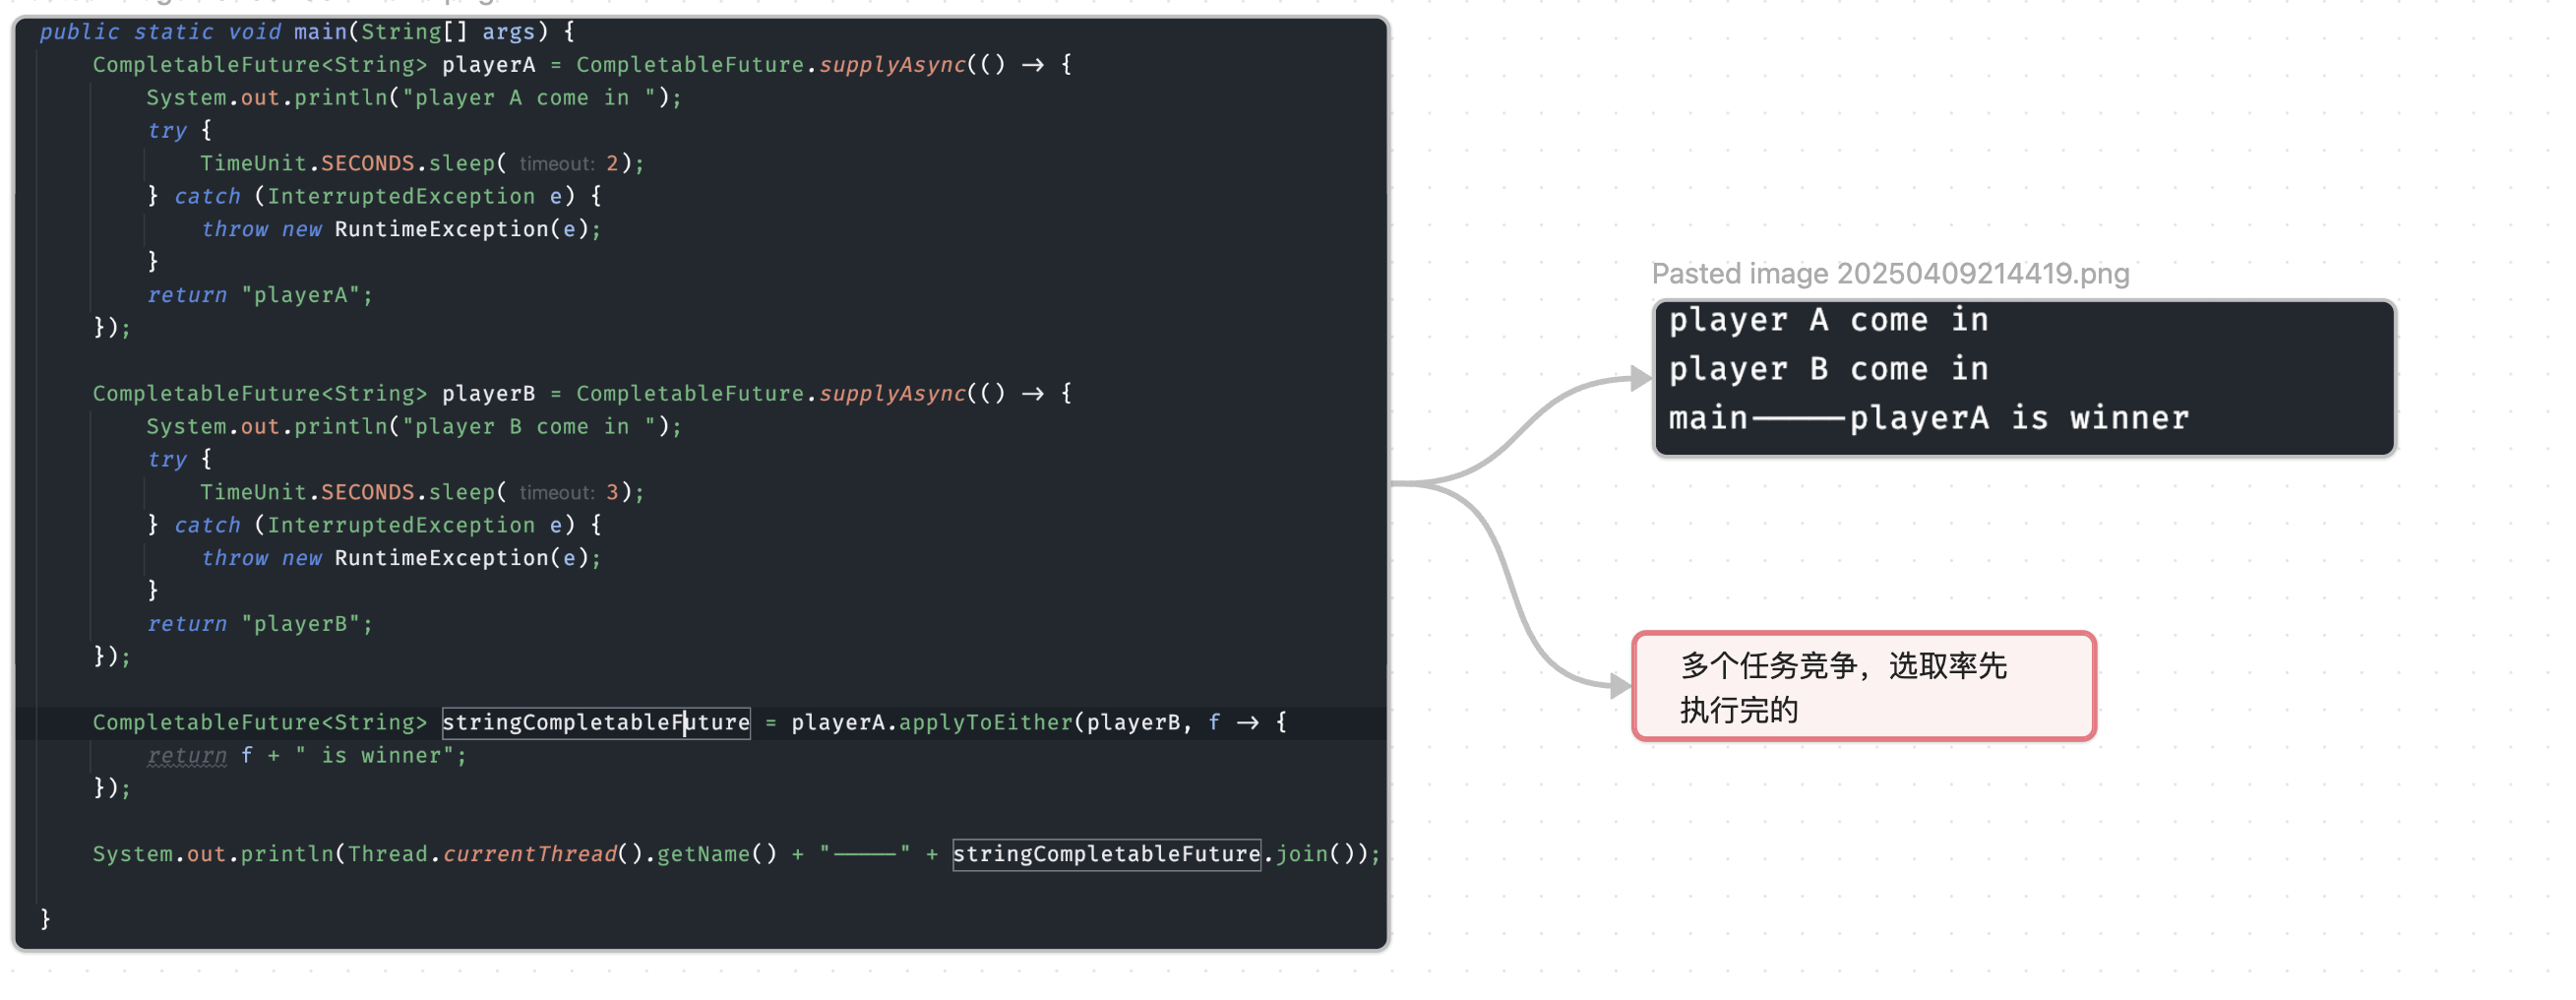 public static void main(String[] args) {
CompletableFuture<String> playerA = CompletableFuture.supplyAsync(() -> {
System.out.println("player A come in ");
try {
TimeUnit.SECONDS.sleep( timeout: 2);
} catch (InterruptedException e) {
throw new RuntimeException(e);
}
return "playerA";
});
CompletableFuture<String> playerB = CompletableFuture.supplyAsync(() -> {
System.out.println("player B come in ");
try {
TimeUnit.SECONDS.sleep( timeout: 3);
} catch (InterruptedException e) {
throw new RuntimeException(e);
}
return "playerB";
});
CompletableFuture<String> stringCompletableFuture = playerA.applyToEither(playerB, f -> {
return f + " is winner";
});
System.out.println(Thread.currentThread().getName() + "-----" + stringCompletableFuture.join());
}
Pasted image 20250409214419.png
player A come in
player B come in
main-----playerA is winner
多个任务竞争，选取率先
执行完的